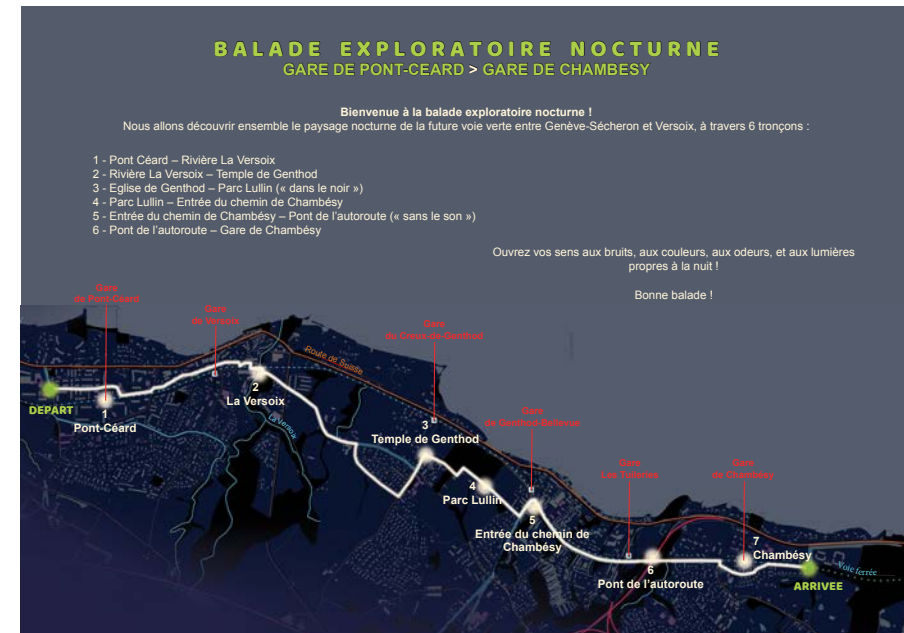 BALADE EXPLORATOIRE NOCTURNE
GARE DE PONT-CEARD > GARE DE CHAMBESY
Bienvenue à la balade exploratoire nocturne !
Nous allons découvrir ensemble le paysage nocturne de la future voie verte entre Genève-Sécheron et Versoix, à travers 6 tronçons :
1 - Pont Céard – Rivière La Versoix
2 - Rivière La Versoix – Temple de Genthod
3 - Eglise de Genthod – Parc Lullin (« dans le noir »)
4 - Parc Lullin – Entrée du chemin de Chambésy
5 - Entrée du chemin de Chambésy – Pont de l'autoroute (« sans le son »)
6 - Pont de l'autoroute – Gare de Chambésy
Ouvrez vos sens aux bruits, aux couleurs, aux odeurs, et aux lumières
propres à la nuit !
Bonne balade !
Gare
de Pont-Céard
Gare
de Versoix
Gare
du Creux-de-Genthod
Route de Suisse
DEPART
1
Pont-Céard
2
La Versoix
La Versoix
3
Temple de Genthod
Gare
de Genthod-Bellevue
4
Parc Lullin
5
Entrée du chemin de
Chambésy
Gare
Les Tuileries
Gare
de Chambésy
6
Pont de l'autoroute
7
Chambésy
Voie ferrée
ARRIVEE